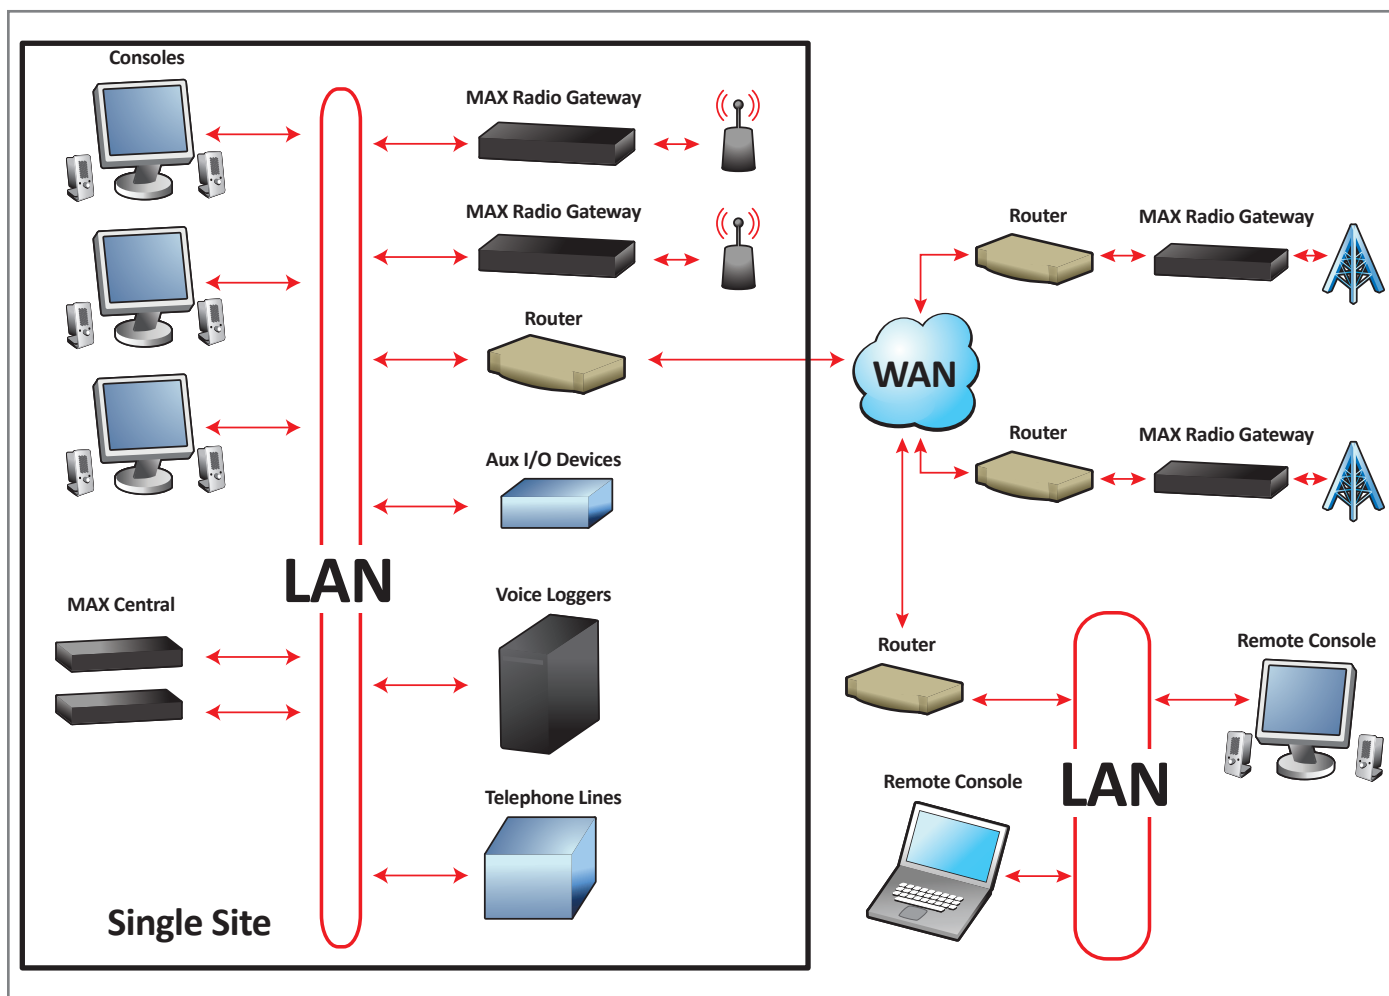 Consoles
MAX Radio Gateway
MAX Radio Gateway
Router
Aux I/O Devices
LAN
MAX Central
Voice Loggers
Telephone Lines
Single Site
WAN
Router
MAX Radio Gateway
Router
MAX Radio Gateway
Router
Remote Console
LAN
Remote Console